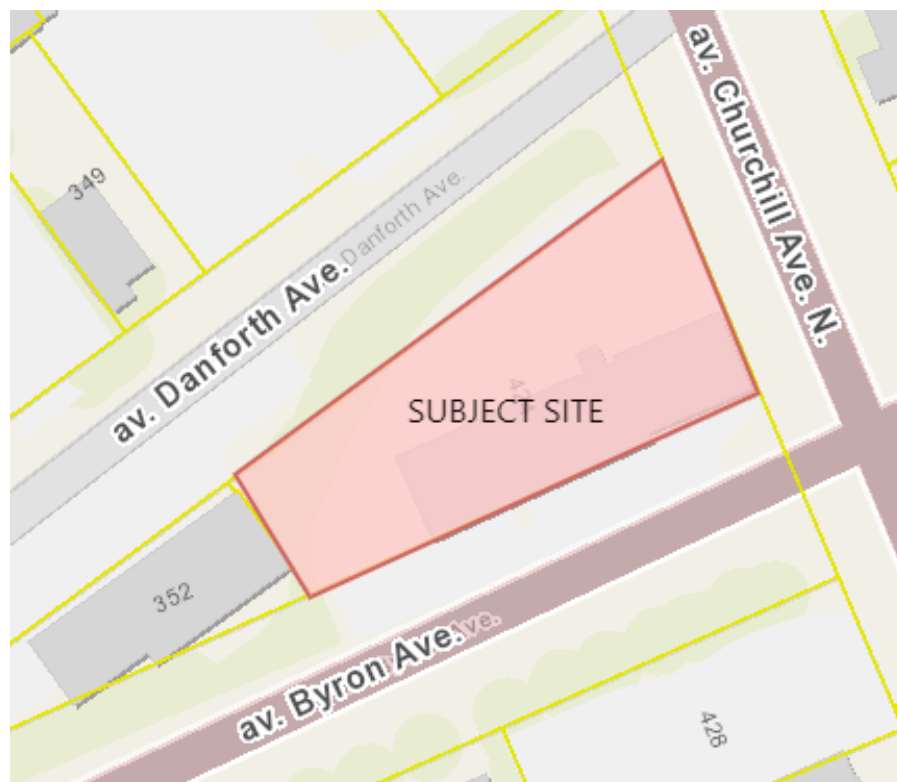 av. Churchill Ave. N.
349
Danforth Ave.
av. Danforth Ave.
SUBJECT SITE
352
av. Byron Ave.
Ave.
428